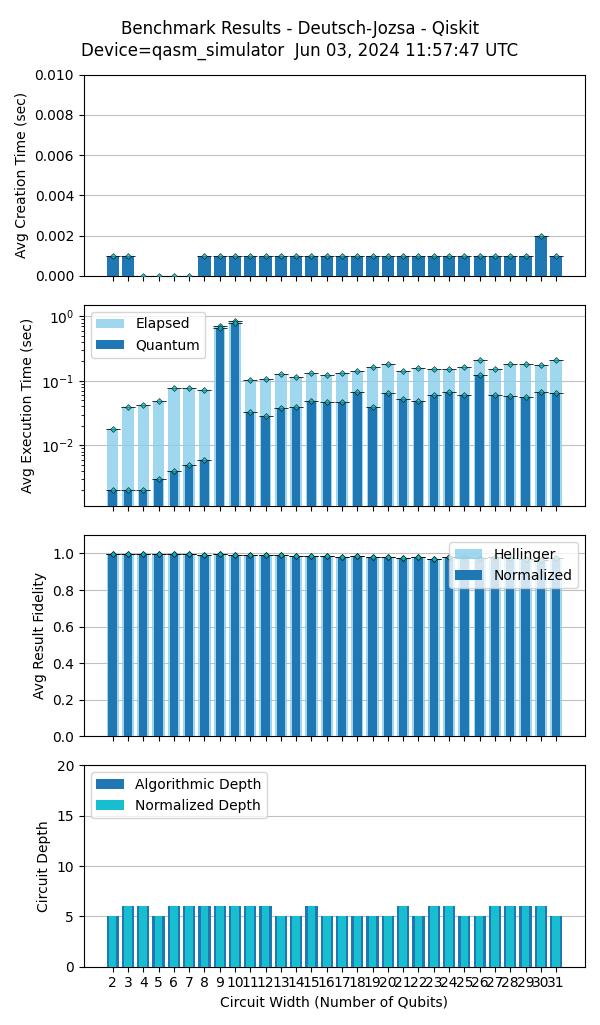 Benchmark Results - Deutsch-Jozsa - Qiskit
Device=qasm_simulator Jun 03, 2024 11:57:47 UTC
Avg Creation Time (sec)
0.010
0.008
0.006
0.004
0.002
0.000
Avg Execution Time (sec)
10⁰
10⁻¹
10⁻²
Elapsed
Quantum
Avg Result Fidelity
1.0
0.8
0.6
0.4
0.2
0.0
Hellinger
Normalized
Circuit Depth
20
15
10
5
0
Algorithmic Depth
Normalized Depth
2 3 4 5 6 7 8 9 10 11 12 13 14 15 16 17 18 19 20 21 22 23 24 25 26 27 28 29 30 31
Circuit Width (Number of Qubits)